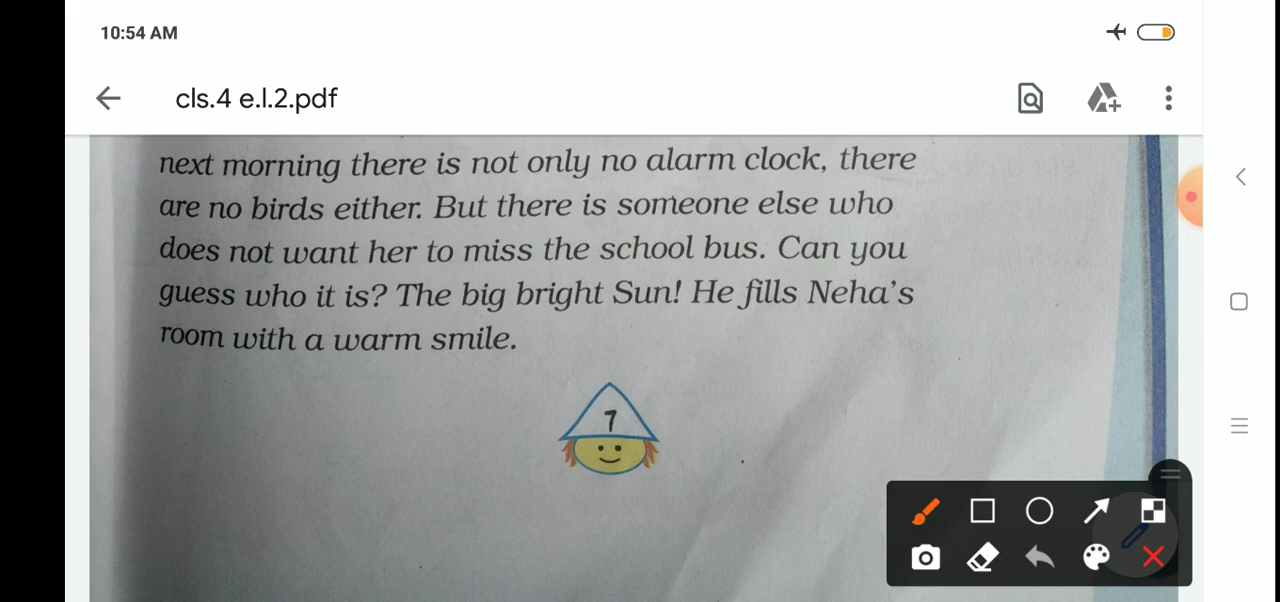 10:54 AM
cls.4 e.l.2.pdf
next morning there is not only no alarm clock, there
are no birds either. But there is someone else who
does not want her to miss the school bus. Can you
guess who it is? The big bright Sun! He fills Neha's
room with a warm smile.
7